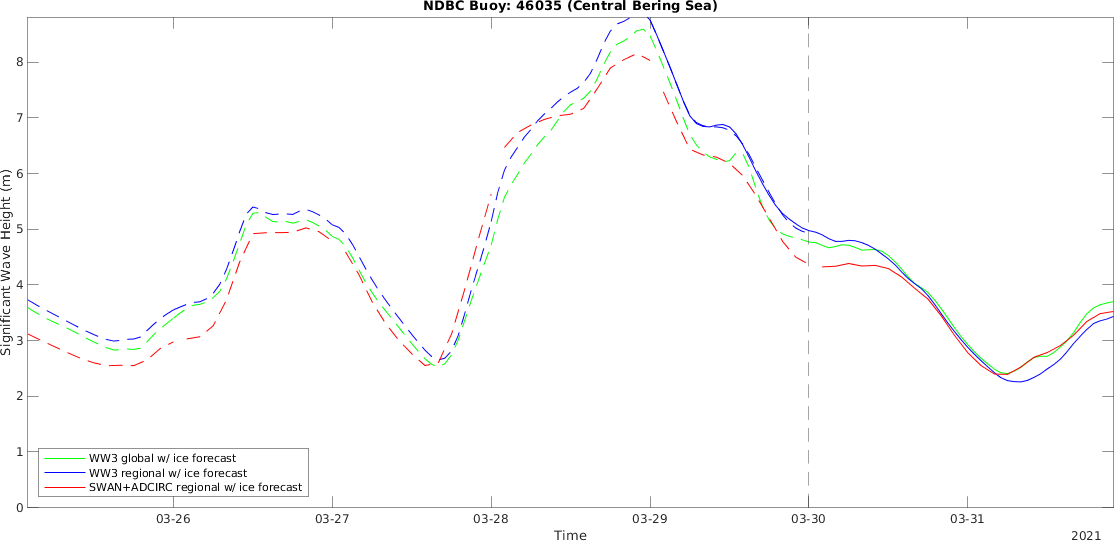 NDBC Buoy: 46035 (Central Bering Sea)
Significant Wave Height (m)
8
7
6
5
4
3
2
1
0
WW3 global w/ ice forecast
WW3 regional w/ ice forecast
SWAN+ADCIRC regional w/ ice forecast
03-26 03-27 03-28 03-29 03-30 03-31
Time
2021